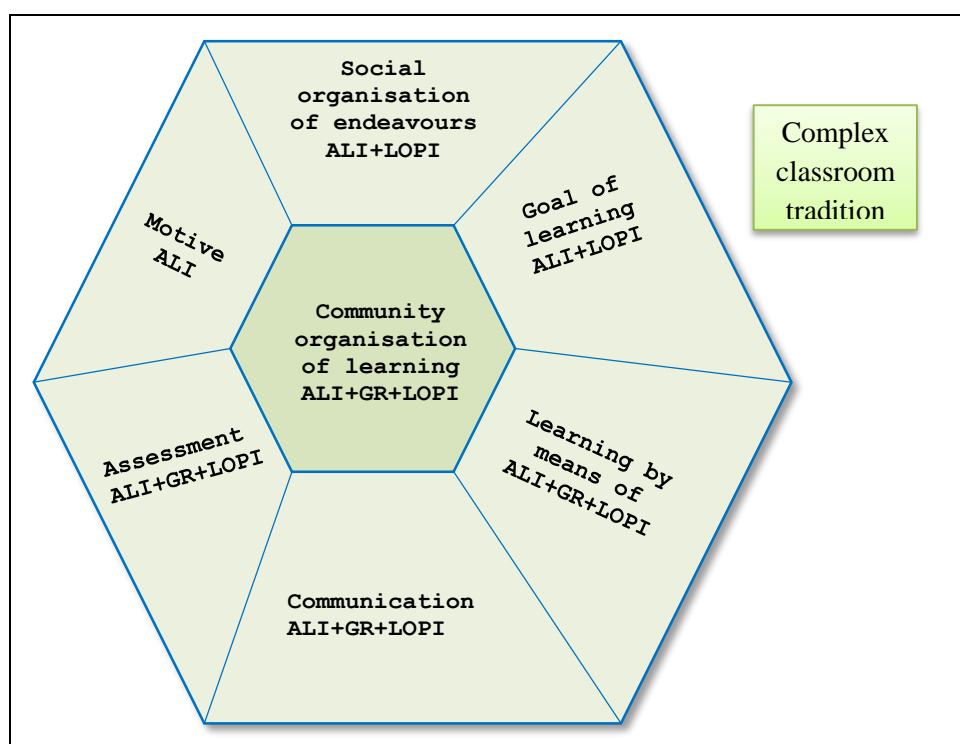 Social
organisation
of endeavours
ALI+LOPI
Complex
classroom
tradition
Goal of
learning
ALI+LOPI
Motive
ALI
Community
organisation
of learning
ALI+GR+LOPI
Learning by
means of
ALI+GR+LOPI
Assessment
ALI+GR+LOPI
Communication
ALI+GR+LOPI